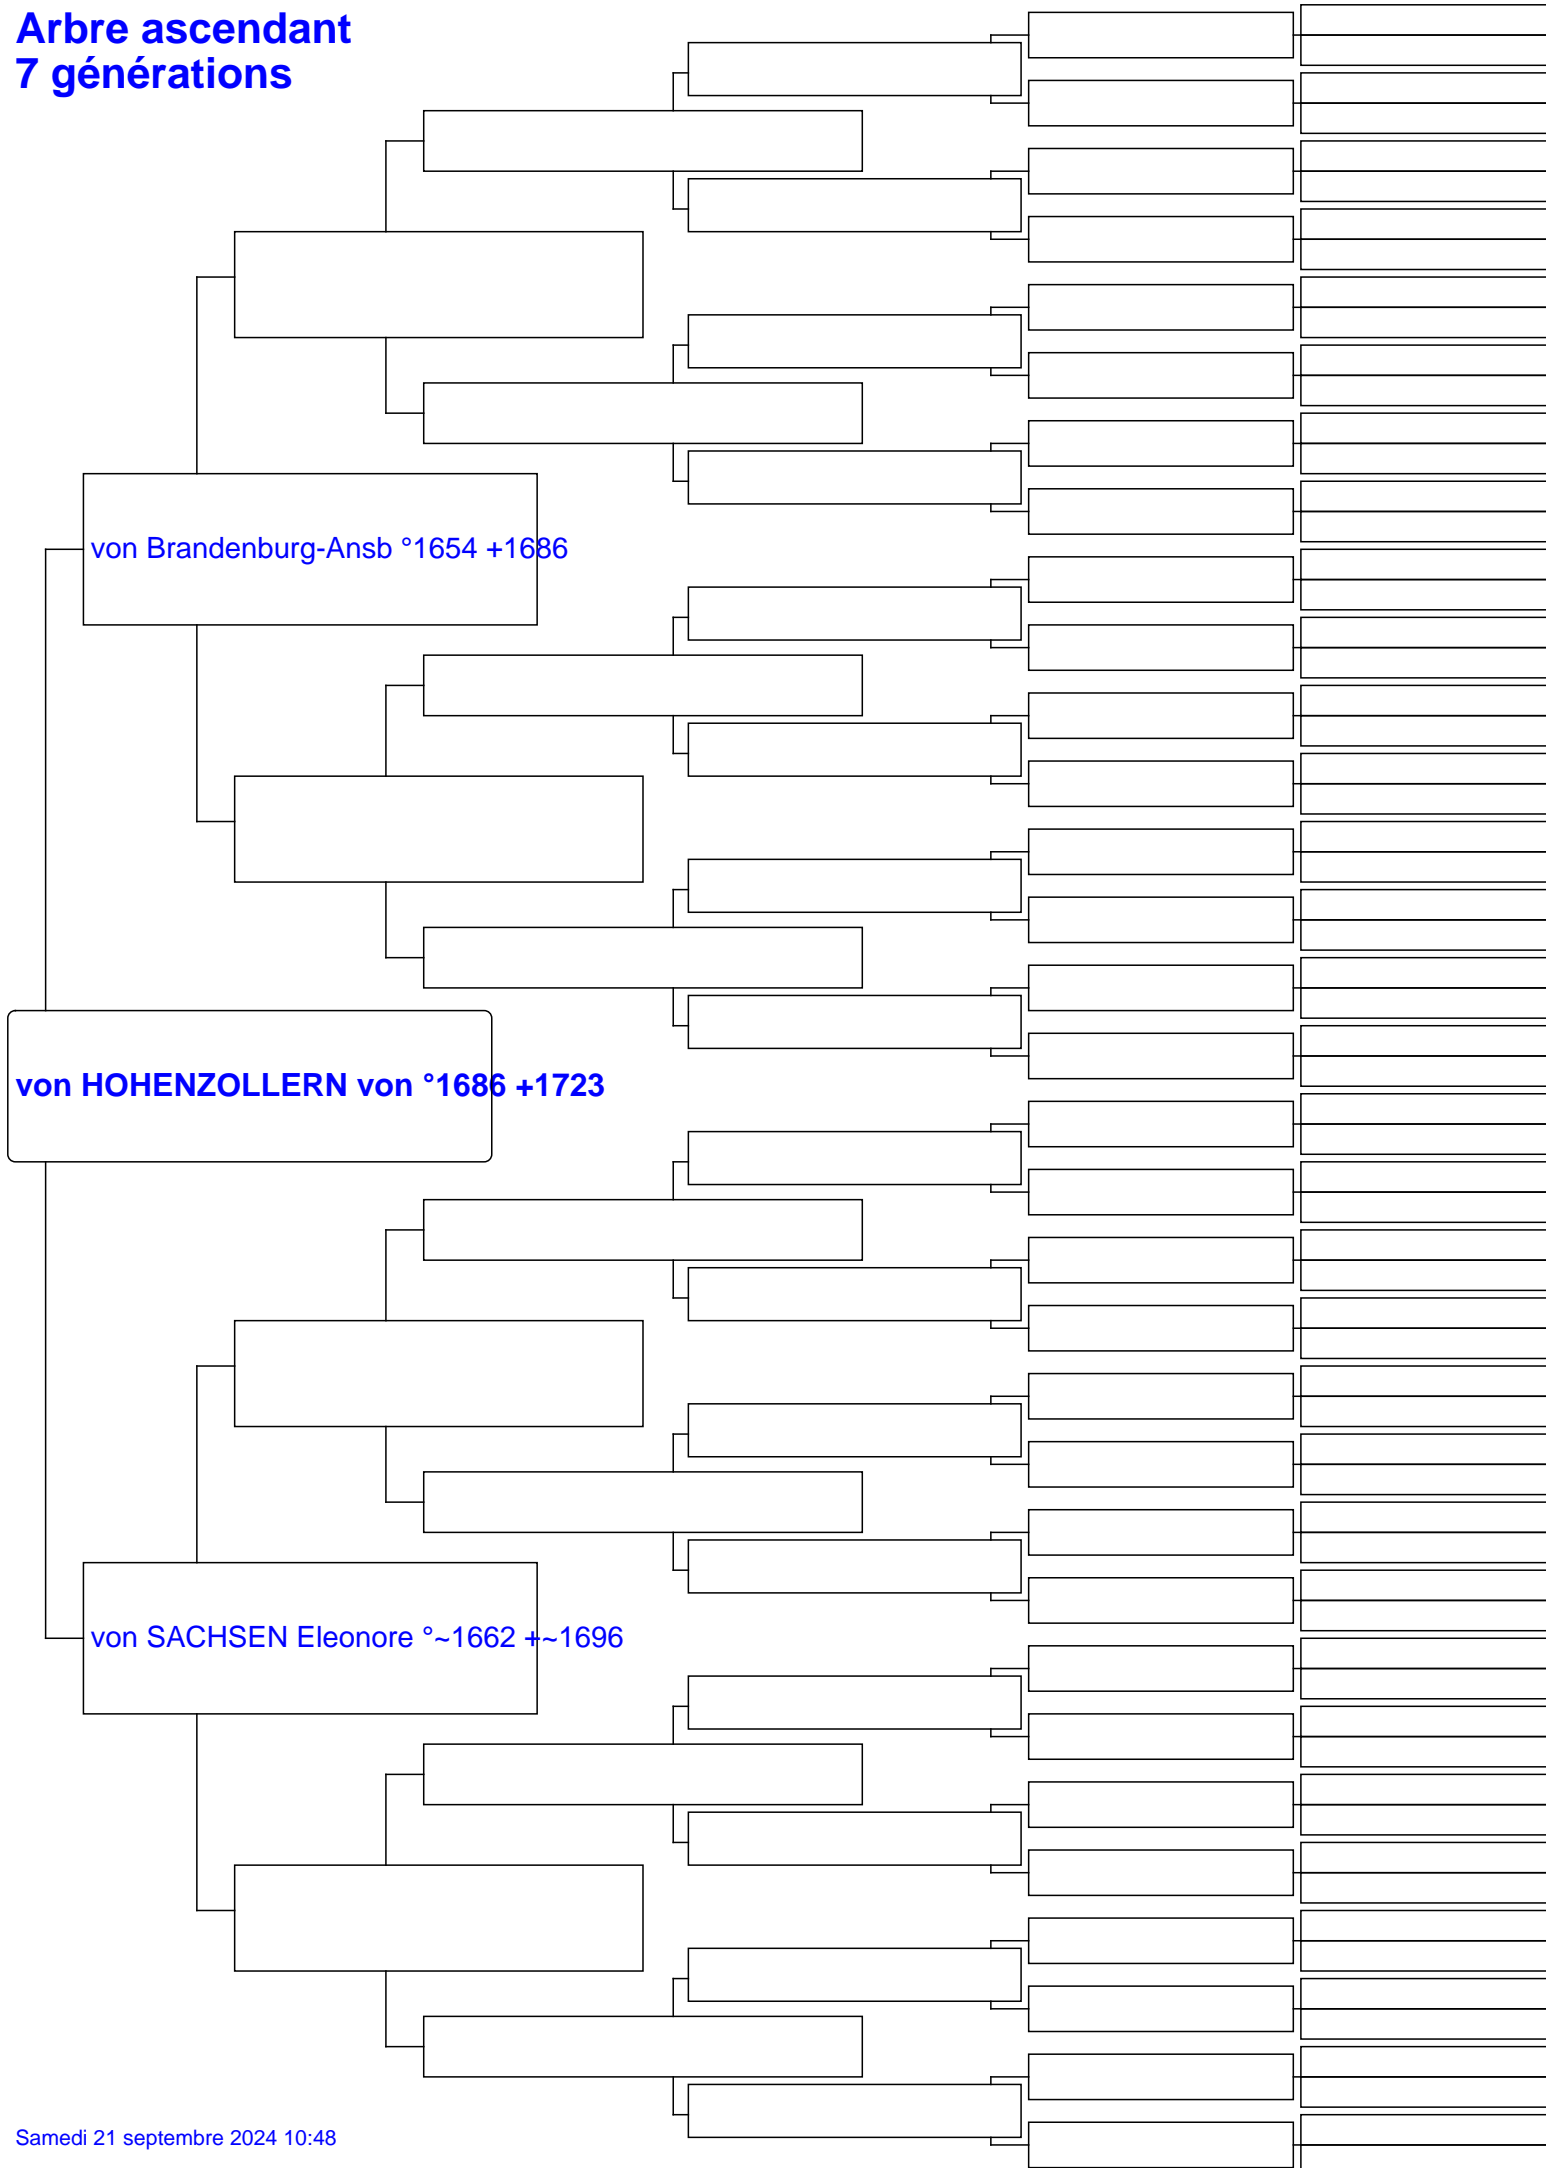 Arbre ascendant
7 générations
von Brandenburg-Ansb °1654 +1686
von HOHENZOLLERN von °1686 +1723
von SACHSEN Eleonore °~1662 +~1696
Samedi 21 septembre 2024 10:48